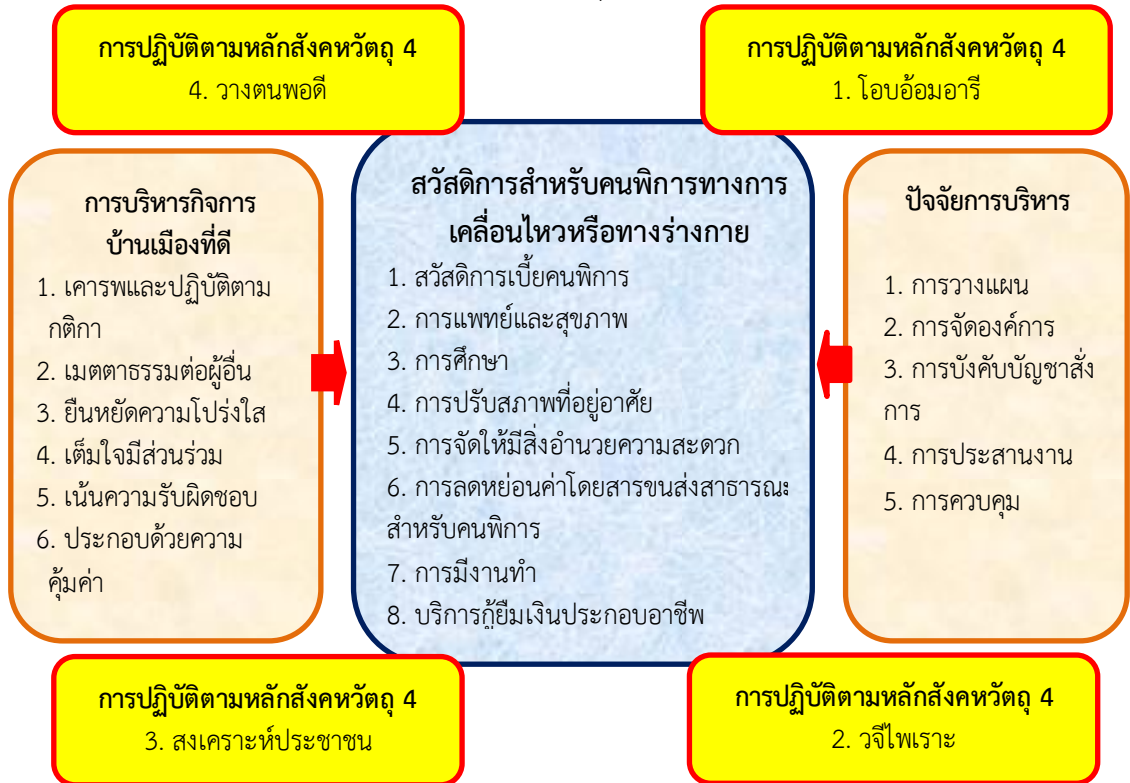 การปฏิบัติตามหลักสังคหวัตถุ 4
4. วางตนพอดี
การปฏิบัติตามหลักสังคหวัตถุ 4
1. โอบอ้อมอารี
การบริหารกิจการ
บ้านเมืองที่ดี
1. เคารพและปฏิบัติตาม
กติกา
2. เมตตาธรรมต่อผู้อื่น
3. ยืนหยัดความโปร่งใส
4. เต็มใจมีส่วนร่วม
5. เน้นความรับผิดชอบ
6. ประกอบด้วยความ
คุ้มค่า
สวัสดิการสำหรับคนพิการทางการ
เคลื่อนไหวหรือทางร่างกาย
1. สวัสดิการเบี้ยคนพิการ
2. การแพทย์และสุขภาพ
3. การศึกษา
4. การปรับสภาพที่อยู่อาศัย
5. การจัดให้มีสิ่งอำนวยความสะดวก
6. การลดหย่อนค่าโดยสารขนส่งสาธารณะ
สำหรับคนพิการ
7. การมีงานทำ
8. บริการกู้ยืมเงินประกอบอาชีพ
ปัจจัยการบริหาร
1. การวางแผน
2. การจัดองค์การ
3. การบังคับบัญชาสั่ง
การ
4. การประสานงาน
5. การควบคุม
การปฏิบัติตามหลักสังคหวัตถุ 4
3. สงเคราะห์ประชาชน
การปฏิบัติตามหลักสังคหวัตถุ 4
2. วจีไพเราะ